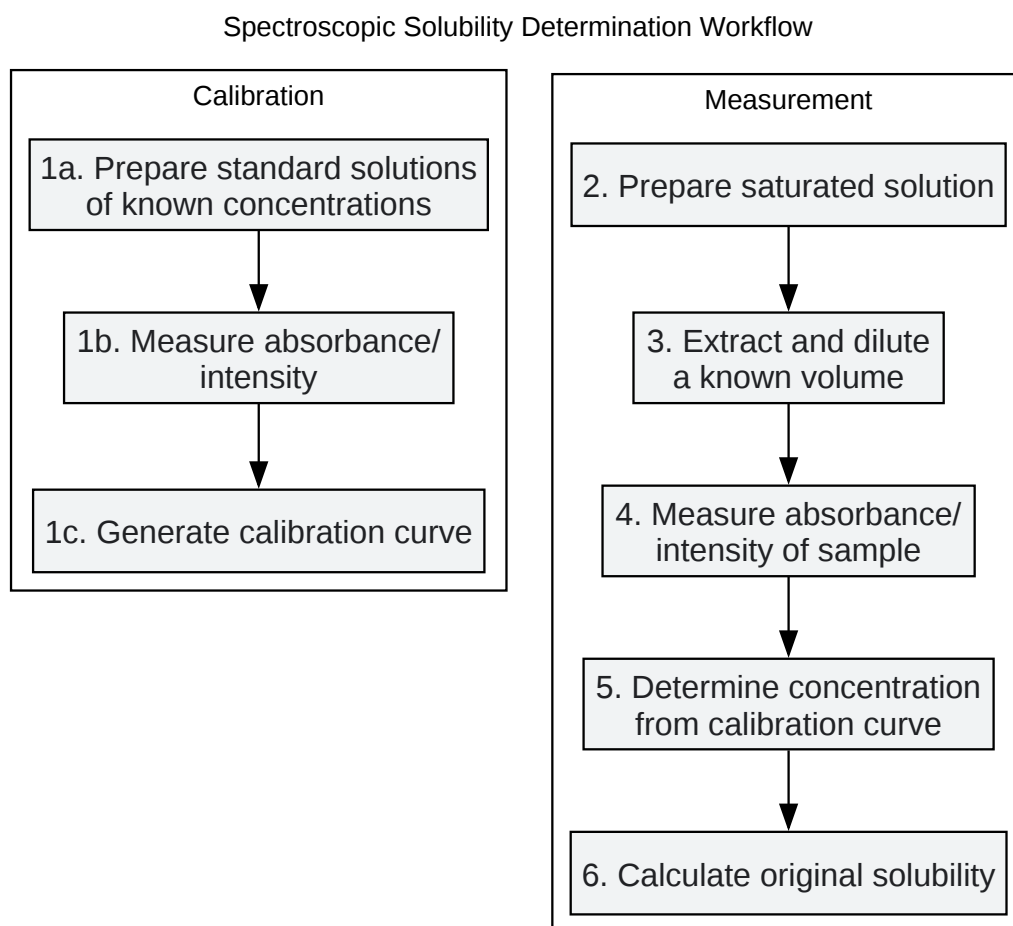 Spectroscopic Solubility Determination Workflow
Calibration
1a. Prepare standard solutions
of known concentrations
1b. Measure absorbance/
intensity
1c. Generate calibration curve
Measurement
2. Prepare saturated solution
3. Extract and dilute
a known volume
4. Measure absorbance/
intensity of sample
5. Determine concentration
from calibration curve
6. Calculate original solubility